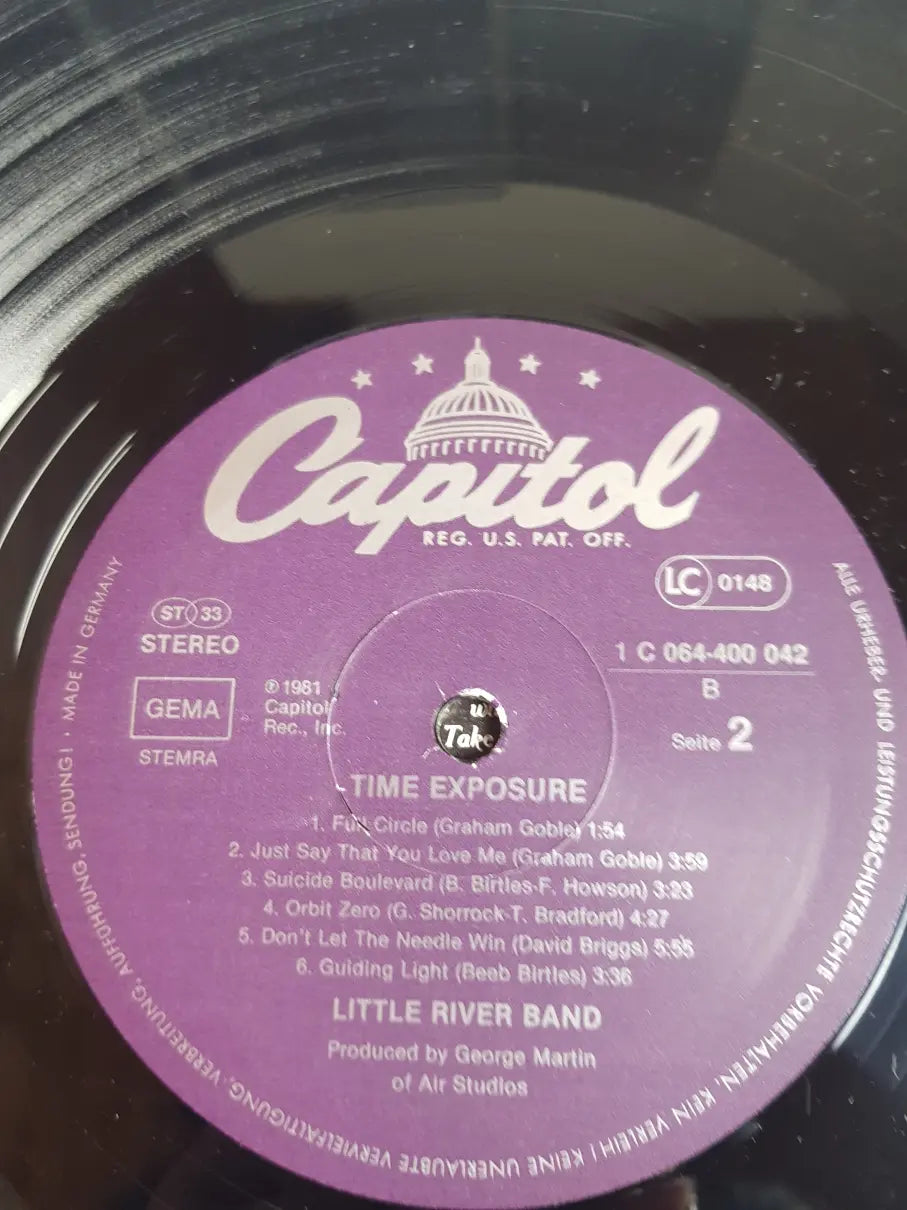 Capitol
REG. U.S. PAT. OFF.
LC 0148
ST 33
STEREO
1 C 064-400 042
B
GEMA
STEMRA
℗ 1981
Capitol
Rec., Inc.
Seite 2
Take
TIME EXPOSURE
1. Full Circle (Graham Goble) 1:54
2. Just Say That You Love Me (Graham Goble) 3:59
3. Suicide Boulevard (B. Birtles-F. Howson) 3:23
4. Orbit Zero (G. Shorrock-T. Bradford) 4:27
5. Don't Let The Needle Win (David Briggs) 5:55
6. Guiding Light (Beeb Birtles) 3:36
LITTLE RIVER BAND
Produced by George Martin
of Air Studios
ALLE URHEBER- UND LEISTUNGSSCHUTZRECHTE VORBEHALTEN. KEIN VERLEIH! KEINE UNERLAUBTE VERVIELFÄLTIGUNG, VERBREITUNG, AUFFÜHRUNG, SENDUNG! · MADE IN GERMANY